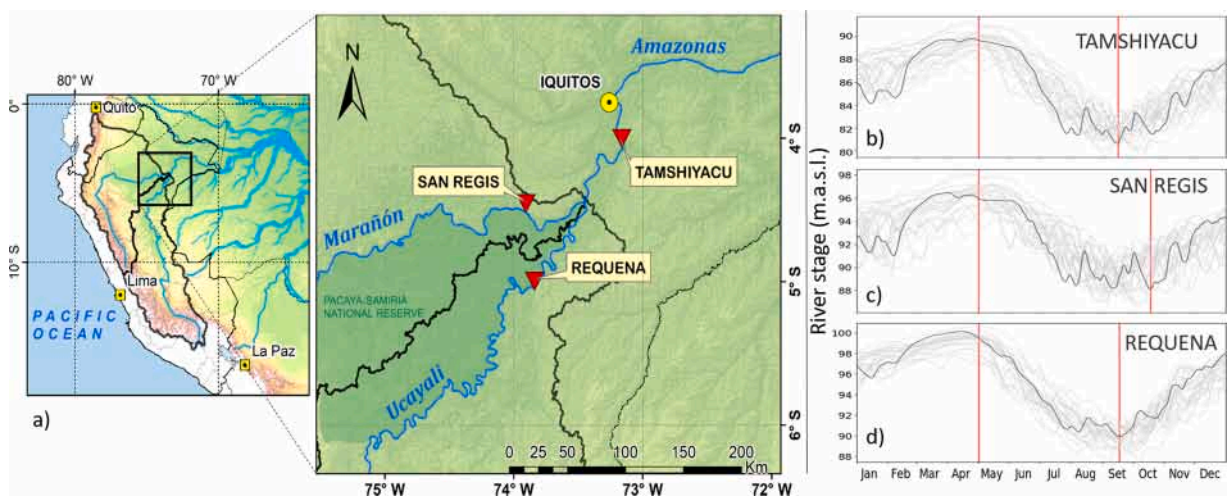 80° W
70° W
0°
10° S
Quito
Lima
La Paz
PACIFIC
OCEAN
a)
N
Amazonas
IQUITOS
TAMSHIYACU
SAN REGIS
Marañón
REQUENA
PACAYA-SAMIRIA
NATIONAL RESERVE
Ucayali
4° S
5° S
6° S
0 25 50 100 150 200
Km
75° W
74° W
73° W
72° W
River stage (m.a.s.l.)
90
88
86
84
82
80
TAMSHIYACU
b)
98
96
94
92
90
88
SAN REGIS
c)
100
98
96
94
92
90
88
REQUENA
d)
Jan Feb Mar Apr May Jun Jul Aug Set Oct Nov Dec